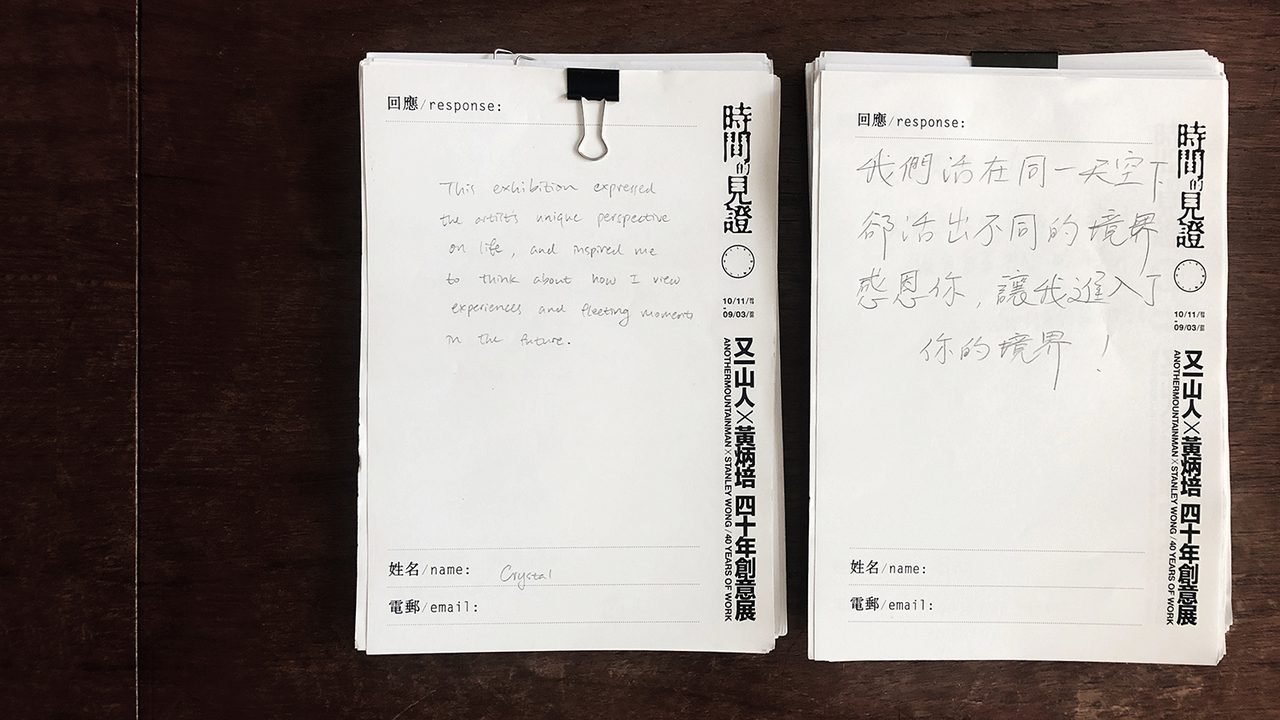 回應/response:
This exhibition expressed
the artist's unique perspective
on life, and inspired me
to think about how I view
experiences and fleeting moments
in the future.
姓名/name: Crystal
電郵/email:
時間的見證
10/11/
09/03/
又一山人×黃炳培 四十年創意展
ANOTHERMOUNTAINMAN×STANLEY WONG/40 YEARS OF WORK
回應/response:
我們活在同一天空下
卻活出不同的境界
感恩你,讓我進入了
你的境界!
姓名/name:
電郵/email:
時間的見證
10/11/
09/03/
又一山人×黃炳培 四十年創意展
ANOTHERMOUNTAINMAN×STANLEY WONG/40 YEARS OF WORK